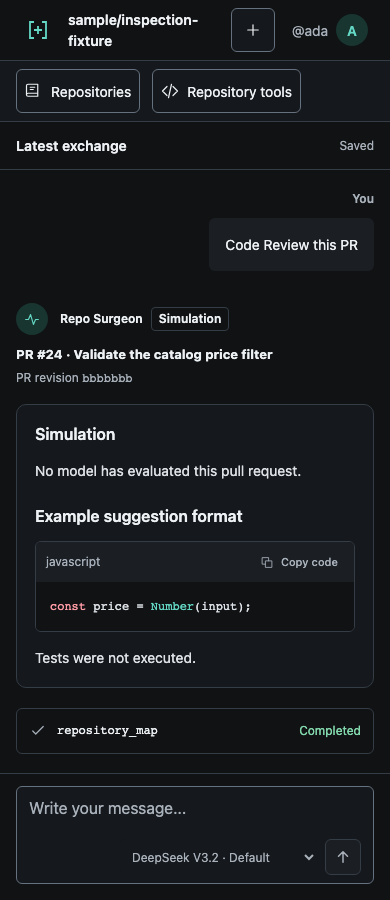 sample/inspection-
fixture
@ada
A
Repositories
Repository tools
Latest exchange
Saved
You
Code Review this PR
Repo Surgeon
Simulation
PR #24 · Validate the catalog price filter
PR revision bbbbbbb
Simulation
No model has evaluated this pull request.
Example suggestion format
javascript
Copy code
const price = Number(input);
Tests were not executed.
repository_map
Completed
Write your message...
DeepSeek V3.2 · Default